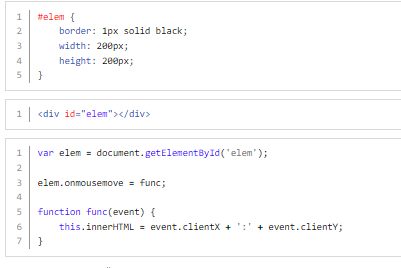 1 #elem {
2     border: 1px solid black;
3     width: 200px;
4     height: 200px;
5 }
1 <div id="elem"></div>
1 var elem = document.getElementById('elem');
2
3 elem.onmousemove = func;
4
5 function func(event) {
6     this.innerHTML = event.clientX + ':' + event.clientY;
7 }